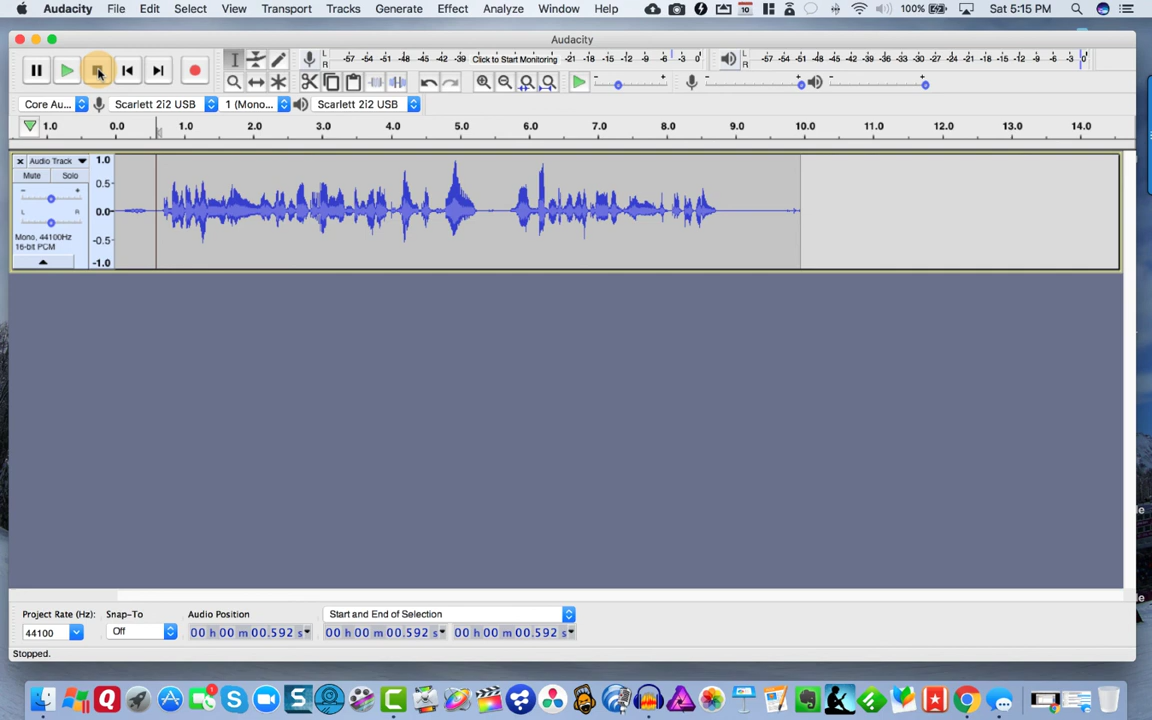 Audacity File Edit Select View Transport Tracks Generate Effect Analyze Window Help 10 100% Sat 5:15 PM
Audacity
L R -57 -54 -51 -48 -45 -42 -39 Click to Start Monitoring -21 -18 -15 -12 -9 -6 -3 0 L R -57 -54 -51 -48 -45 -42 -39 -36 -33 -30 -27 -24 -21 -18 -15 -12 -9 -6 -3 0
Core Au... Scarlett 2i2 USB 1 (Mono... Scarlett 2i2 USB
1.0 0.0 1.0 2.0 3.0 4.0 5.0 6.0 7.0 8.0 9.0 10.0 11.0 12.0 13.0 14.0
Audio Track 1.0
Mute Solo 0.5
L R 0.0
Mono, 44100Hz -0.5
16-bit PCM
-1.0
Project Rate (Hz): Snap-To Audio Position Start and End of Selection
44100 Off 00 h 00 m 00.592 s 00 h 00 m 00.592 s 00 h 00 m 00.592 s
Stopped.